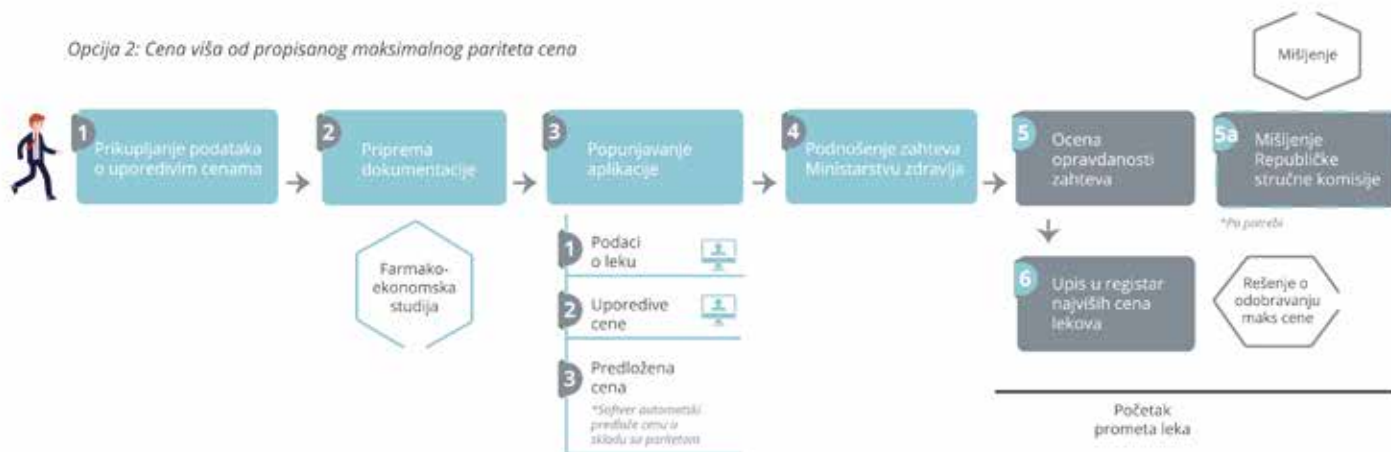 Opcija 2: Cena viša od propisanog maksimalnog pariteta cena
Mišljenje
1
Prikupljanje podataka
o uporedivim cenama
2
Priprema
dokumentacije
3
Popunjavanje
aplikacije
4
Podnošenje zahteva
Ministarstvu zdravlja
5
Ocena
opravdanosti
zahteva
5a
Mišljenje
Republičke
stručne komisije
*Po potrebi
Farmako-
ekonomska
studija
1
Podaci
o leku
2
Uporedive
cene
3
Predložena
cena
*Softver automatski
predlaže cenu u
skladu sa paritetom
6
Upis u registar
najviših cena
lekova
Rešenje o
odobravanju
maks cene
Početak
prometa leka